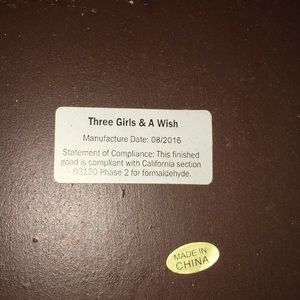 Three Girls & A Wish
Manufacture Date: 08/2016
Statement of Compliance: This finished
good is compliant with California section
93120 Phase 2 for formaldehyde.
MADE IN
CHINA